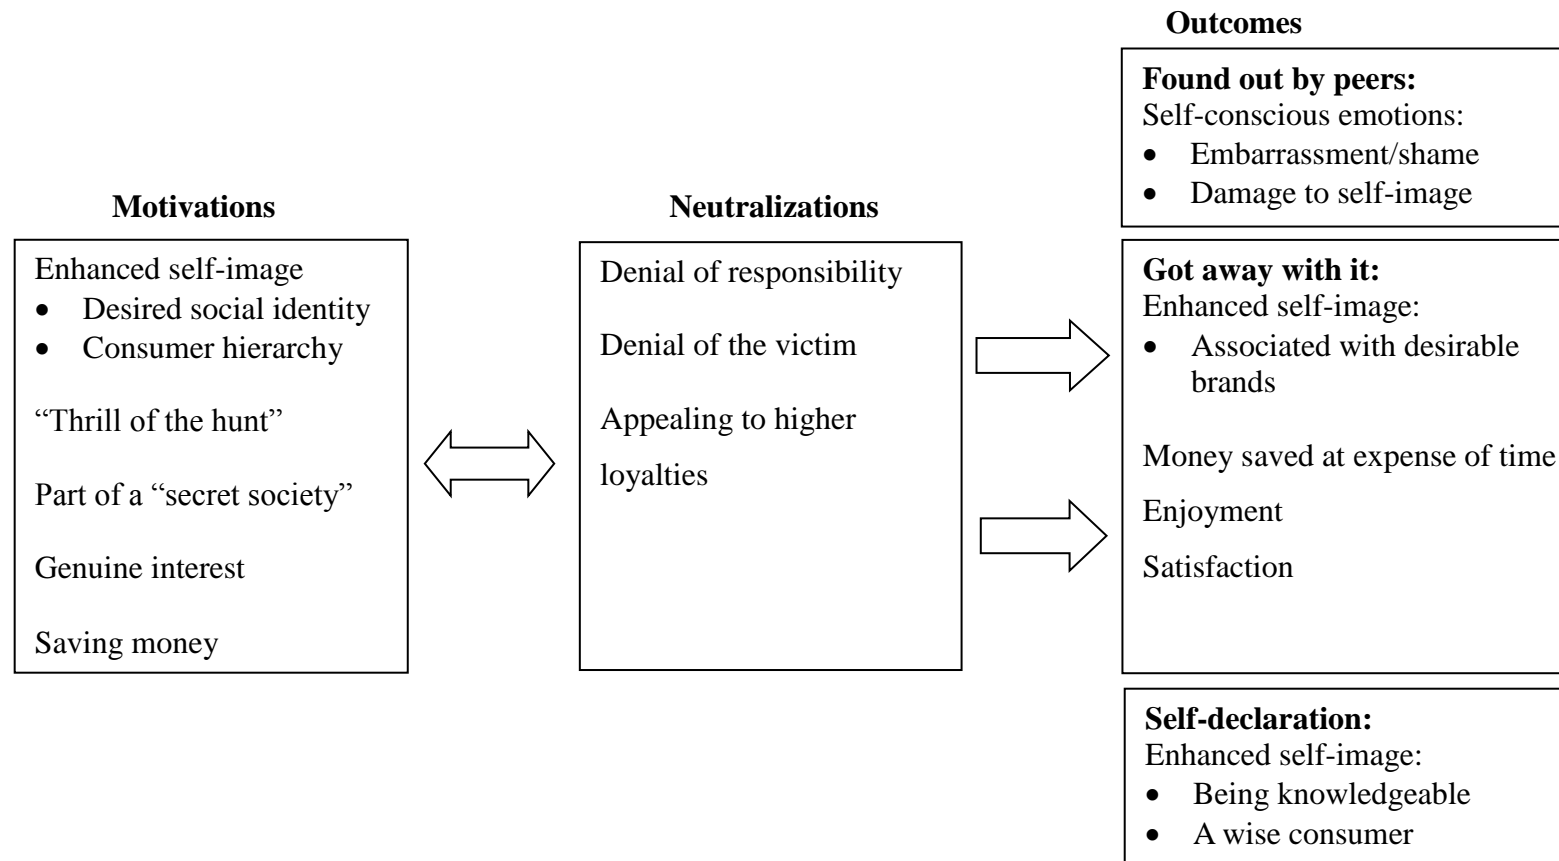 Motivations
Enhanced self-image
• Desired social identity
• Consumer hierarchy
“Thrill of the hunt”
Part of a “secret society”
Genuine interest
Saving money
Neutralizations
Denial of responsibility
Denial of the victim
Appealing to higher
loyalties
Outcomes
Found out by peers:
Self-conscious emotions:
• Embarrassment/shame
• Damage to self-image
Got away with it:
Enhanced self-image:
• Associated with desirable
brands
Money saved at expense of time
Enjoyment
Satisfaction
Self-declaration:
Enhanced self-image:
• Being knowledgeable
• A wise consumer